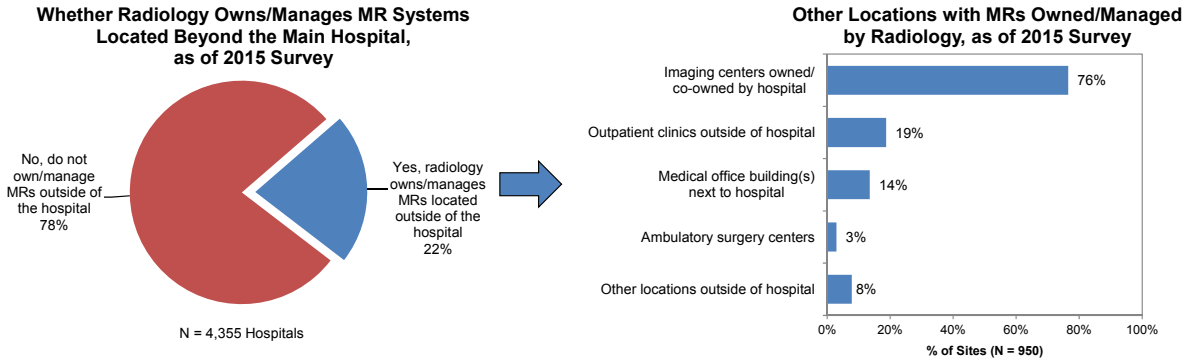 Whether Radiology Owns/Manages MR Systems
Located Beyond the Main Hospital,
as of 2015 Survey
No, do not
own/manage
MRs outside of
the hospital
78%
Yes, radiology
owns/manages
MRs located
outside of the
hospital
22%
N = 4,355 Hospitals
Other Locations with MRs Owned/Managed
by Radiology, as of 2015 Survey
Imaging centers owned/
co-owned by hospital
76%
Outpatient clinics outside of hospital
19%
Medical office building(s)
next to hospital
14%
Ambulatory surgery centers
3%
Other locations outside of hospital
8%
0% 20% 40% 60% 80% 100%
% of Sites (N = 950)